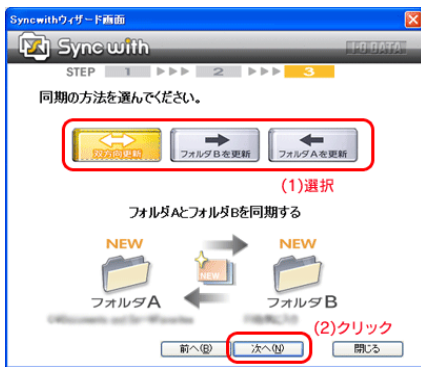 Syncwithウィザード画面
Sync with
I-O DATA
STEP 1 ▶▶▶ 2 ▶▶▶ 3
同期の方法を選んでください。
双方向更新 フォルダBを更新 フォルダAを更新
(1)選択
フォルダAとフォルダBを同期する
NEW NEW
NEW
フォルダA フォルダB
(2)クリック
前へ(B) 次へ(N) 閉じる